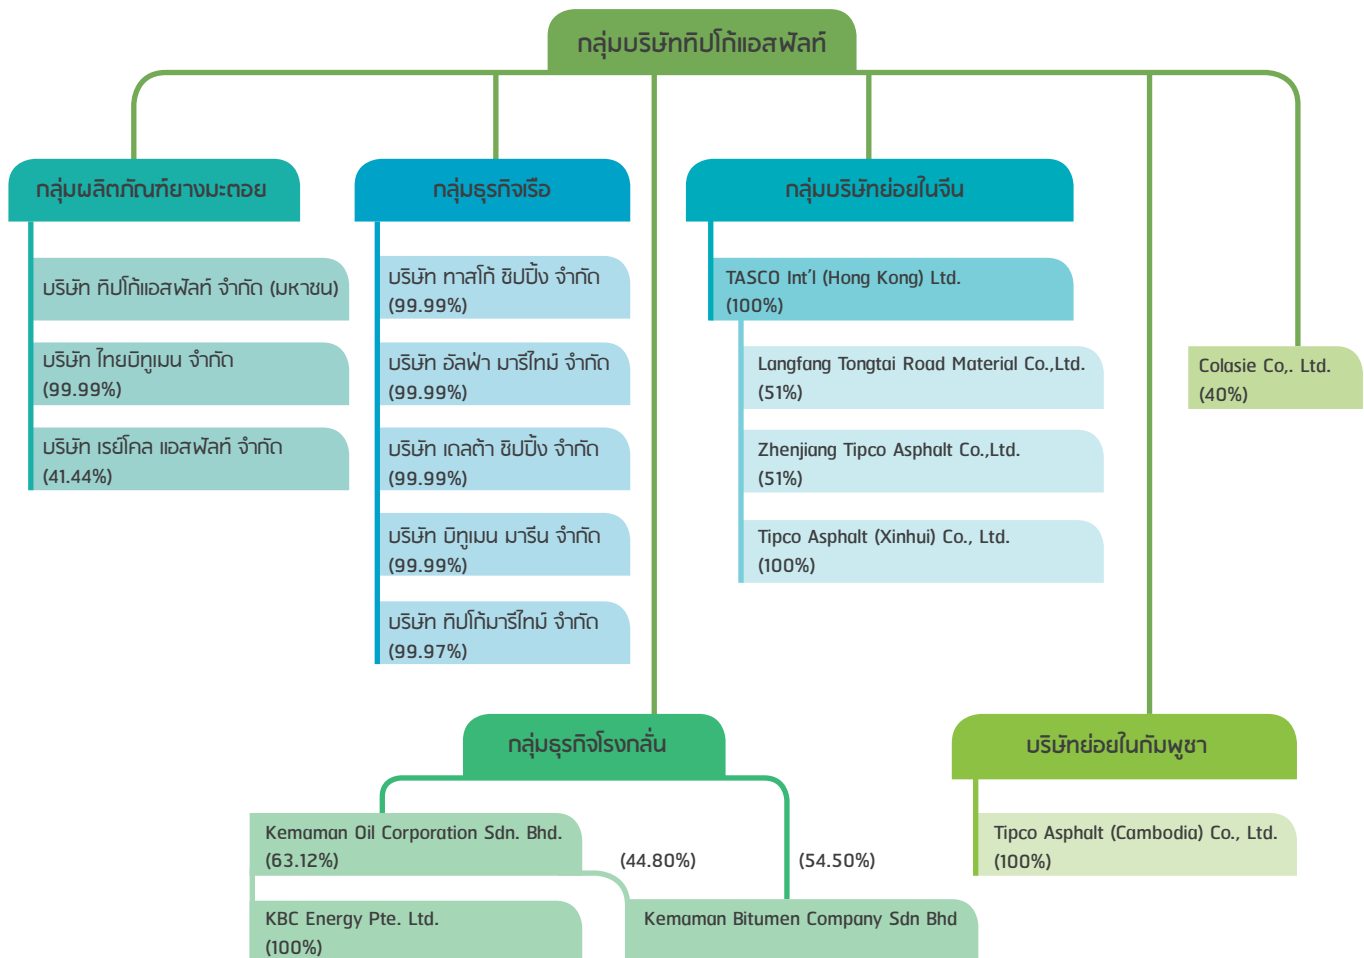 กลุ่มบริษัททิปโก้แอสฟัลท์
กลุ่มผลิตภัณฑ์ยางมะตอย
บริษัท ทิปโก้แอสฟัลท์ จำกัด (มหาชน)
บริษัท ไทยบิทูเมน จำกัด
(99.99%)
บริษัท เรย์โคล แอสฟัลท์ จำกัด
(41.44%)
กลุ่มธุรกิจเรือ
บริษัท ทาสโก้ ชิปปิ้ง จำกัด
(99.99%)
บริษัท อัลฟ่า มารีไทม์ จำกัด
(99.99%)
บริษัท เดลต้า ชิปปิ้ง จำกัด
(99.99%)
บริษัท บิทูเมน มารีน จำกัด
(99.99%)
บริษัท ทิปโก้มารีไทม์ จำกัด
(99.97%)
กลุ่มบริษัทย่อยในจีน
TASCO Int'l (Hong Kong) Ltd.
(100%)
Langfang Tongtai Road Material Co.,Ltd.
(51%)
Zhenjiang Tipco Asphalt Co.,Ltd.
(51%)
Tipco Asphalt (Xinhui) Co., Ltd.
(100%)
Colasie Co,. Ltd.
(40%)
กลุ่มธุรกิจโรงกลั่น
Kemaman Oil Corporation Sdn. Bhd.
(63.12%)
(44.80%)
(54.50%)
KBC Energy Pte. Ltd.
(100%)
Kemaman Bitumen Company Sdn Bhd
บริษัทย่อยในกัมพูชา
Tipco Asphalt (Cambodia) Co., Ltd.
(100%)